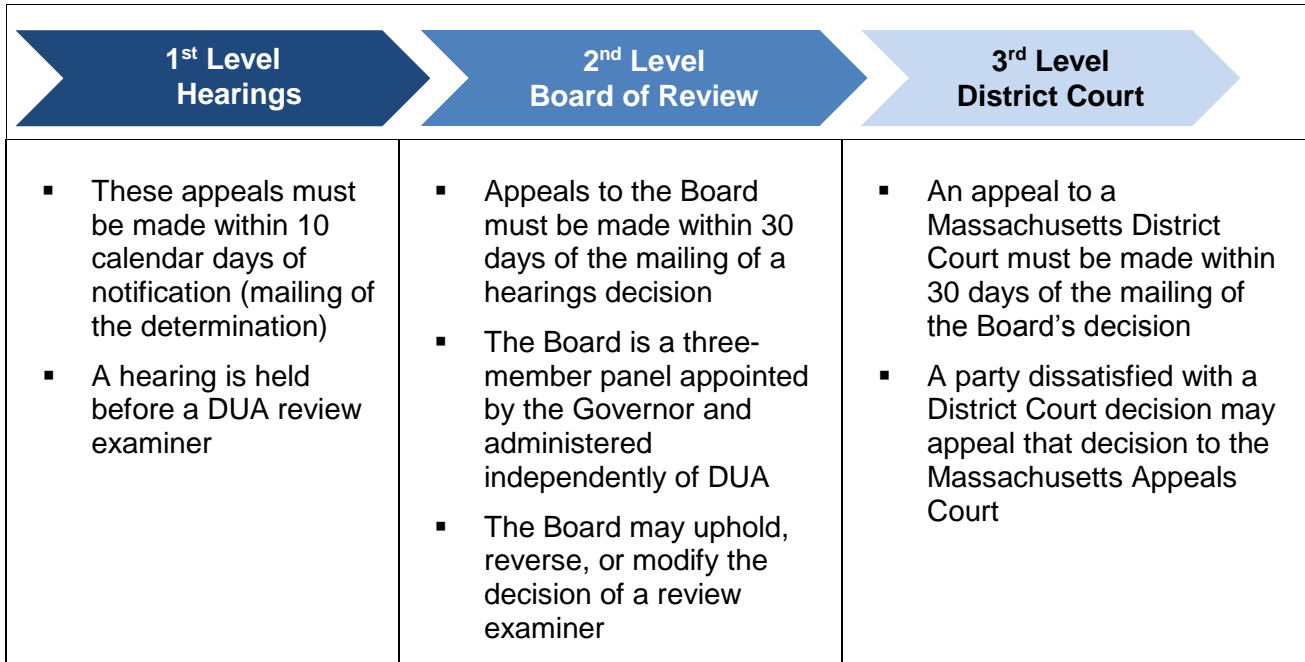 1st Level
Hearings
2nd Level
Board of Review
3rd Level
District Court
▪ These appeals must
be made within 10
calendar days of
notification (mailing of
the determination)
▪ A hearing is held
before a DUA review
examiner
▪ Appeals to the Board
must be made within 30
days of the mailing of a
hearings decision
▪ The Board is a three-
member panel appointed
by the Governor and
administered
independently of DUA
▪ The Board may uphold,
reverse, or modify the
decision of a review
examiner
▪ An appeal to a
Massachusetts District
Court must be made within
30 days of the mailing of
the Board’s decision
▪ A party dissatisfied with a
District Court decision may
appeal that decision to the
Massachusetts Appeals
Court